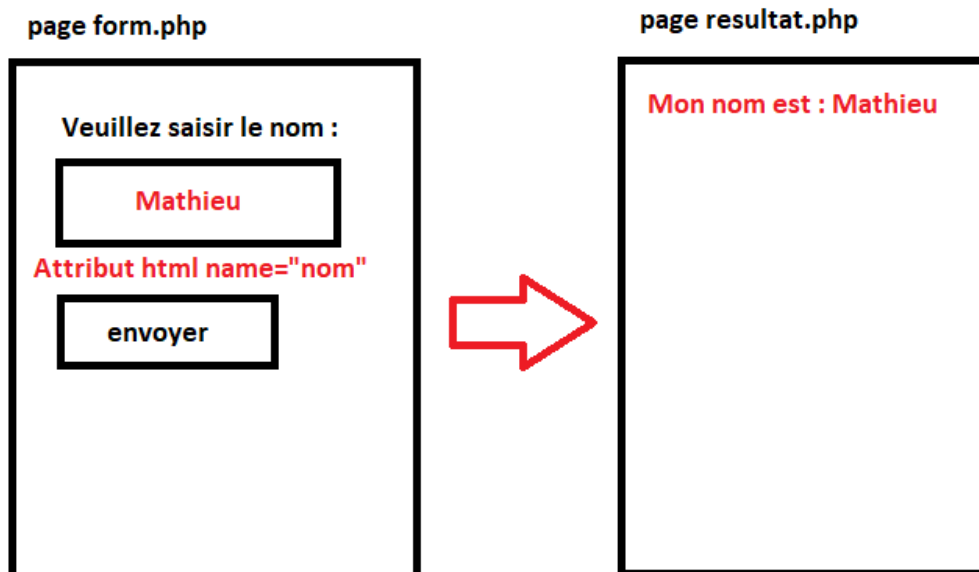 page form.php
Veuillez saisir le nom :
Mathieu
Attribut html name="nom"
envoyer
page resultat.php
Mon nom est : Mathieu